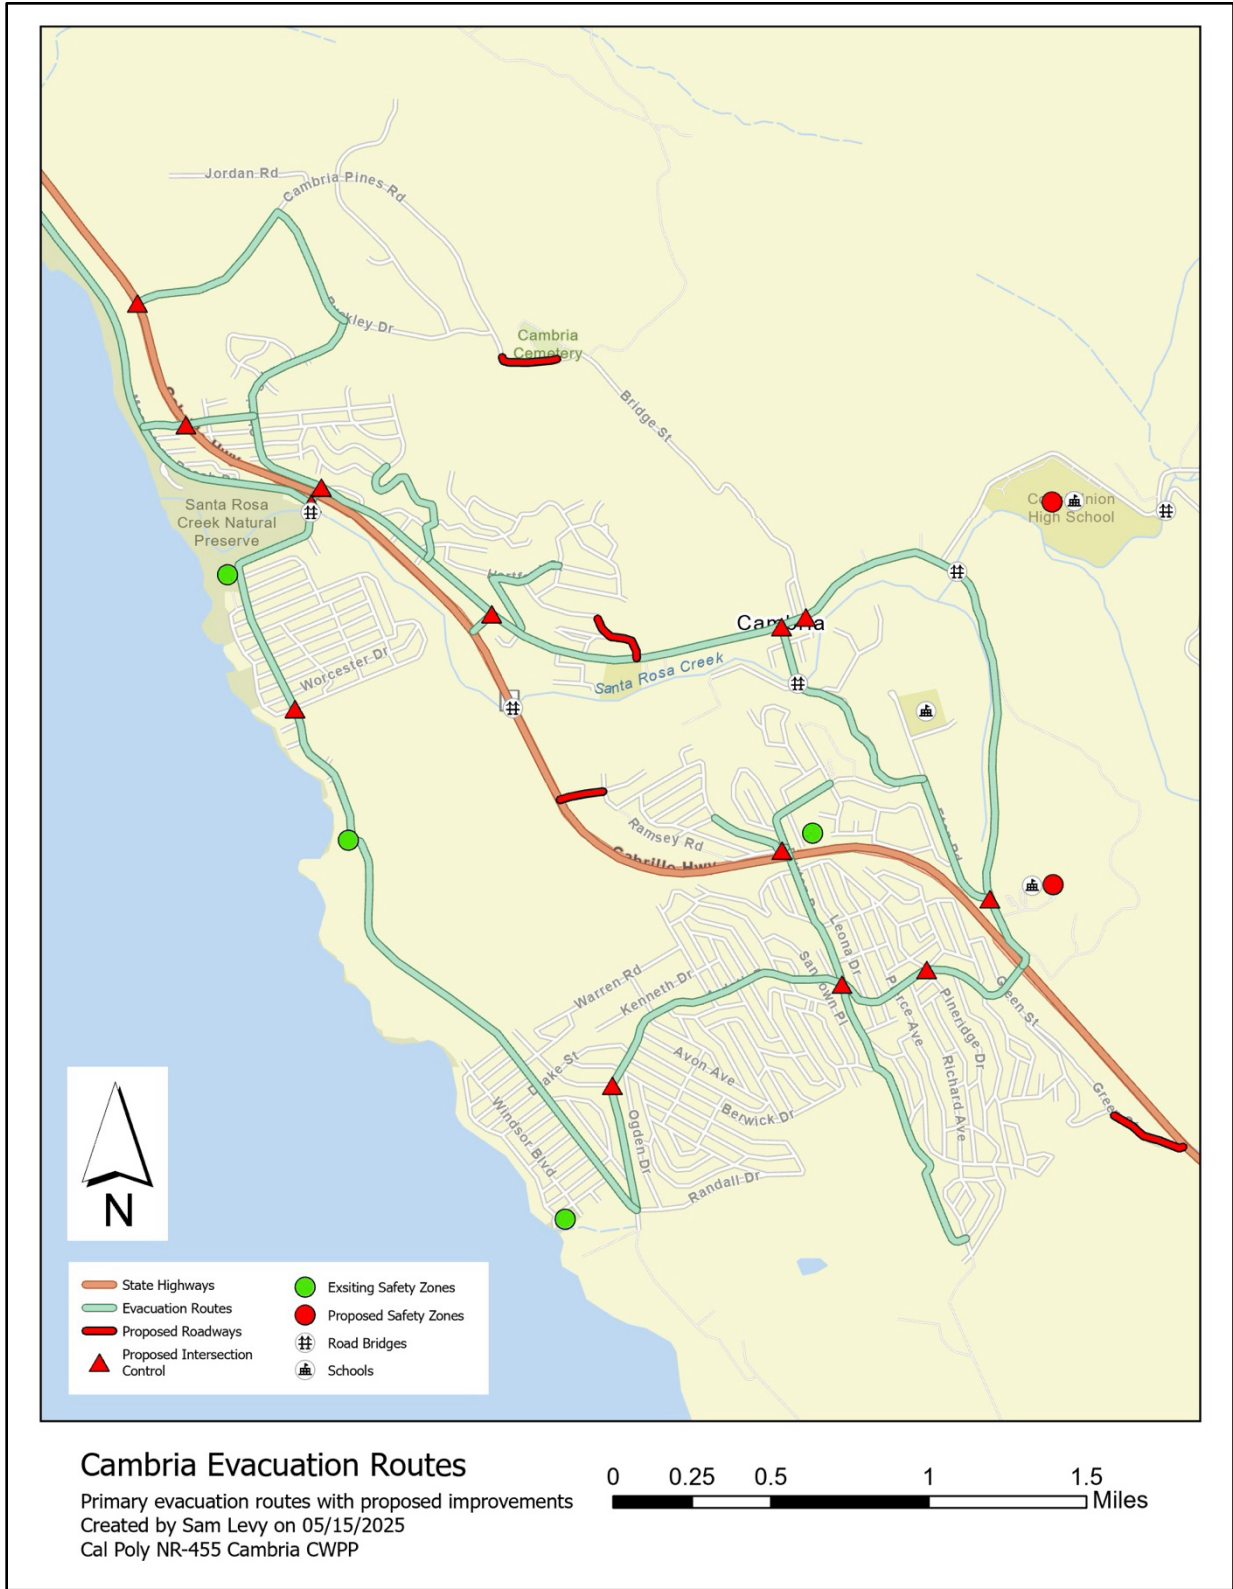 Jordan Rd
Cambria Pines Rd
Buckley Dr
Cambria
Cemetery
Bridge St
Santa Rosa
Creek Natural
Preserve
High School
Worcester Dr
Cambria
Santa Rosa Creek
Ramsey Rd
Cabrillo Hwy
Leona Dr
Warren Rd
Kenneth Dr
Sandown Pl
Pierce Ave
Pineridge Dr
Green St
Avon Ave
Richard Ave
Windsor Blvd
Ogden Dr
Berwick Dr
Randall Dr
N
State Highways
Evacuation Routes
Proposed Roadways
Proposed Intersection
Control
Exsiting Safety Zones
Proposed Safety Zones
Road Bridges
Schools
Cambria Evacuation Routes
Primary evacuation routes with proposed improvements
Created by Sam Levy on 05/15/2025
Cal Poly NR-455 Cambria CWPP
0 0.25 0.5 1 1.5
Miles